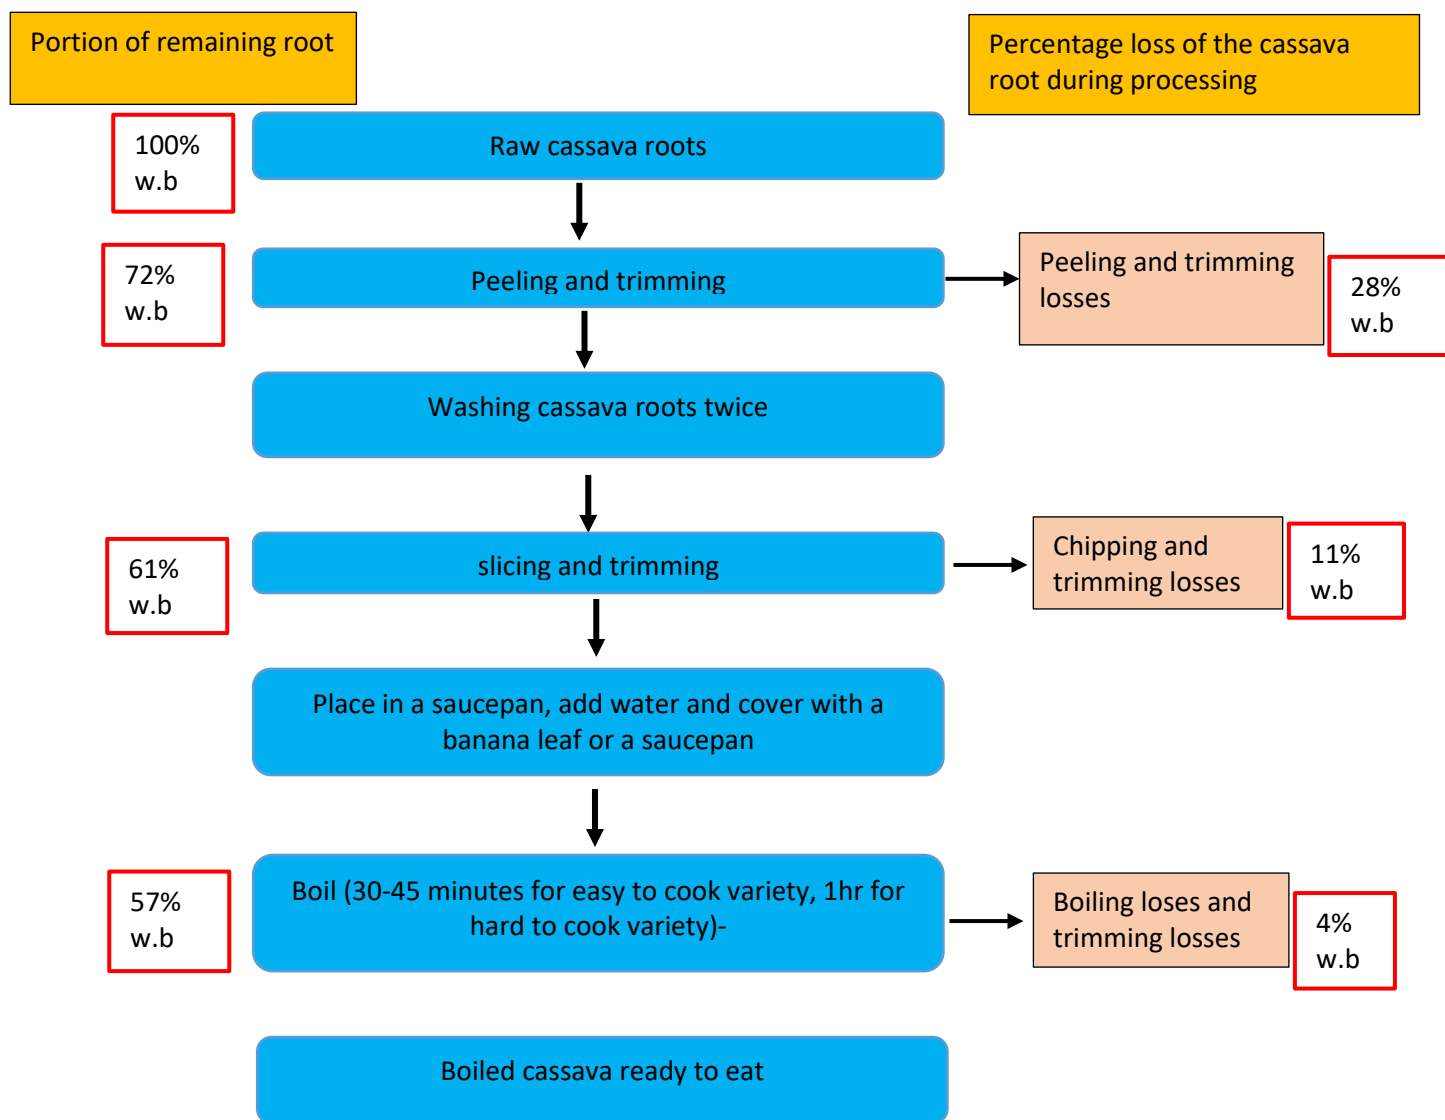 Portion of remaining root
Percentage loss of the cassava
root during processing
100%
w.b
Raw cassava roots
72%
w.b
Peeling and trimming
Peeling and trimming
losses
28%
w.b
Washing cassava roots twice
61%
w.b
slicing and trimming
Chipping and
trimming losses
11%
w.b
Place in a saucepan, add water and cover with a
banana leaf or a saucepan
57%
w.b
Boil (30-45 minutes for easy to cook variety, 1hr for
hard to cook variety)-
Boiling loses and
trimming losses
4%
w.b
Boiled cassava ready to eat